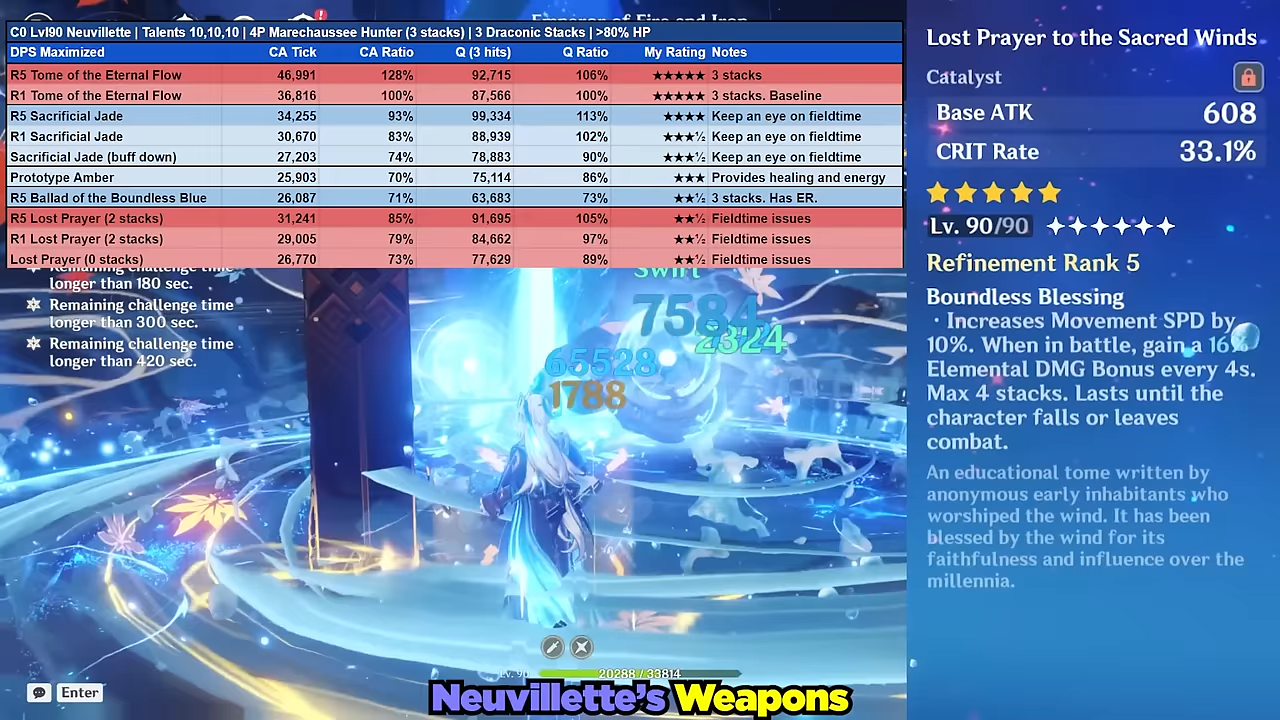 Emperor of Fire and Iron
C0 Lvl90 Neuvillette | Talents 10,10,10 | 4P Marechaussee Hunter (3 stacks) | 3 Draconic Stacks | >80% HP
DPS Maximized CA Tick CA Ratio Q (3 hits) Q Ratio My Rating Notes
R5 Tome of the Eternal Flow 46,991 128% 92,715 106% ★★★★★ 3 stacks
R1 Tome of the Eternal Flow 36,816 100% 87,566 100% ★★★★★ 3 stacks. Baseline
R5 Sacrificial Jade 34,255 93% 99,334 113% ★★★★ Keep an eye on fieldtime
R1 Sacrificial Jade 30,670 83% 88,939 102% ★★★½ Keep an eye on fieldtime
Sacrificial Jade (buff down) 27,203 74% 78,883 90% ★★★½ Keep an eye on fieldtime
Prototype Amber 25,903 70% 75,114 86% ★★★ Provides healing and energy
R5 Ballad of the Boundless Blue 26,087 71% 63,683 73% ★★½ 3 stacks. Has ER.
R5 Lost Prayer (2 stacks) 31,241 85% 91,695 105% ★★½ Fieldtime issues
R1 Lost Prayer (2 stacks) 29,005 79% 84,662 97% ★★½ Fieldtime issues
Lost Prayer (0 stacks) 26,770 73% 77,629 89% ★★½ Fieldtime issues
Remaining challenge time
longer than 180 sec.
Remaining challenge time
longer than 300 sec.
Remaining challenge time
longer than 420 sec.
Swirl
7584
2324
65528
1788
Lv. 90
20288 / 33814
Enter
Neuvillette's Weapons
Lost Prayer to the Sacred Winds
Catalyst
Base ATK 608
CRIT Rate 33.1%
Lv. 90/90
Refinement Rank 5
Boundless Blessing
· Increases Movement SPD by
10%. When in battle, gain a 16%
Elemental DMG Bonus every 4s.
Max 4 stacks. Lasts until the
character falls or leaves
combat.
An educational tome written by
anonymous early inhabitants who
worshiped the wind. It has been
blessed by the wind for its
faithfulness and influence over the
millennia.